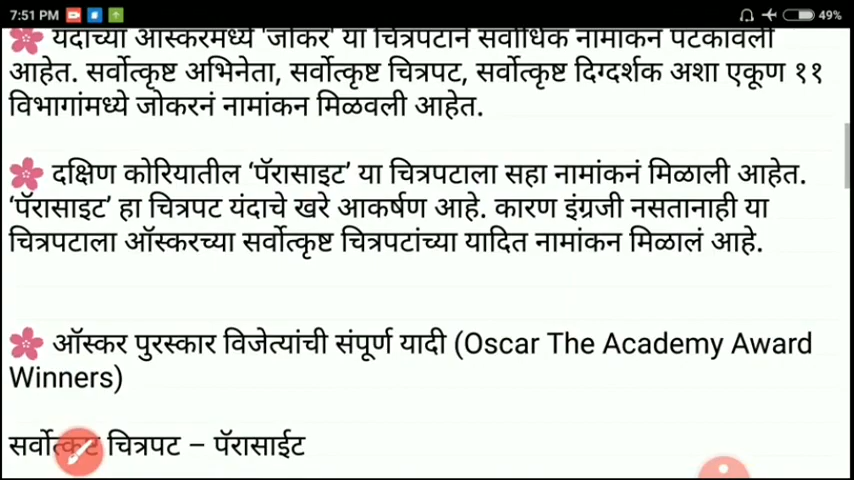 7:51 PM
49%
यंदाच्या ऑस्करमध्ये 'जोकर' या चित्रपटाने सर्वाधिक नामांकनं पटकावली
आहेत. सर्वोत्कृष्ट अभिनेता, सर्वोत्कृष्ट चित्रपट, सर्वोत्कृष्ट दिग्दर्शक अशा एकूण ११
विभागांमध्ये जोकरनं नामांकन मिळवली आहेत.
दक्षिण कोरियातील 'पॅरासाइट' या चित्रपटाला सहा नामांकनं मिळाली आहेत.
'पॅरासाइट' हा चित्रपट यंदाचे खरे आकर्षण आहे. कारण इंग्रजी नसतानाही या
चित्रपटाला ऑस्करच्या सर्वोत्कृष्ट चित्रपटांच्या यादित नामांकन मिळालं आहे.
ऑस्कर पुरस्कार विजेत्यांची संपूर्ण यादी (Oscar The Academy Award
Winners)
सर्वोत्कृष्ट चित्रपट – पॅरासाईट